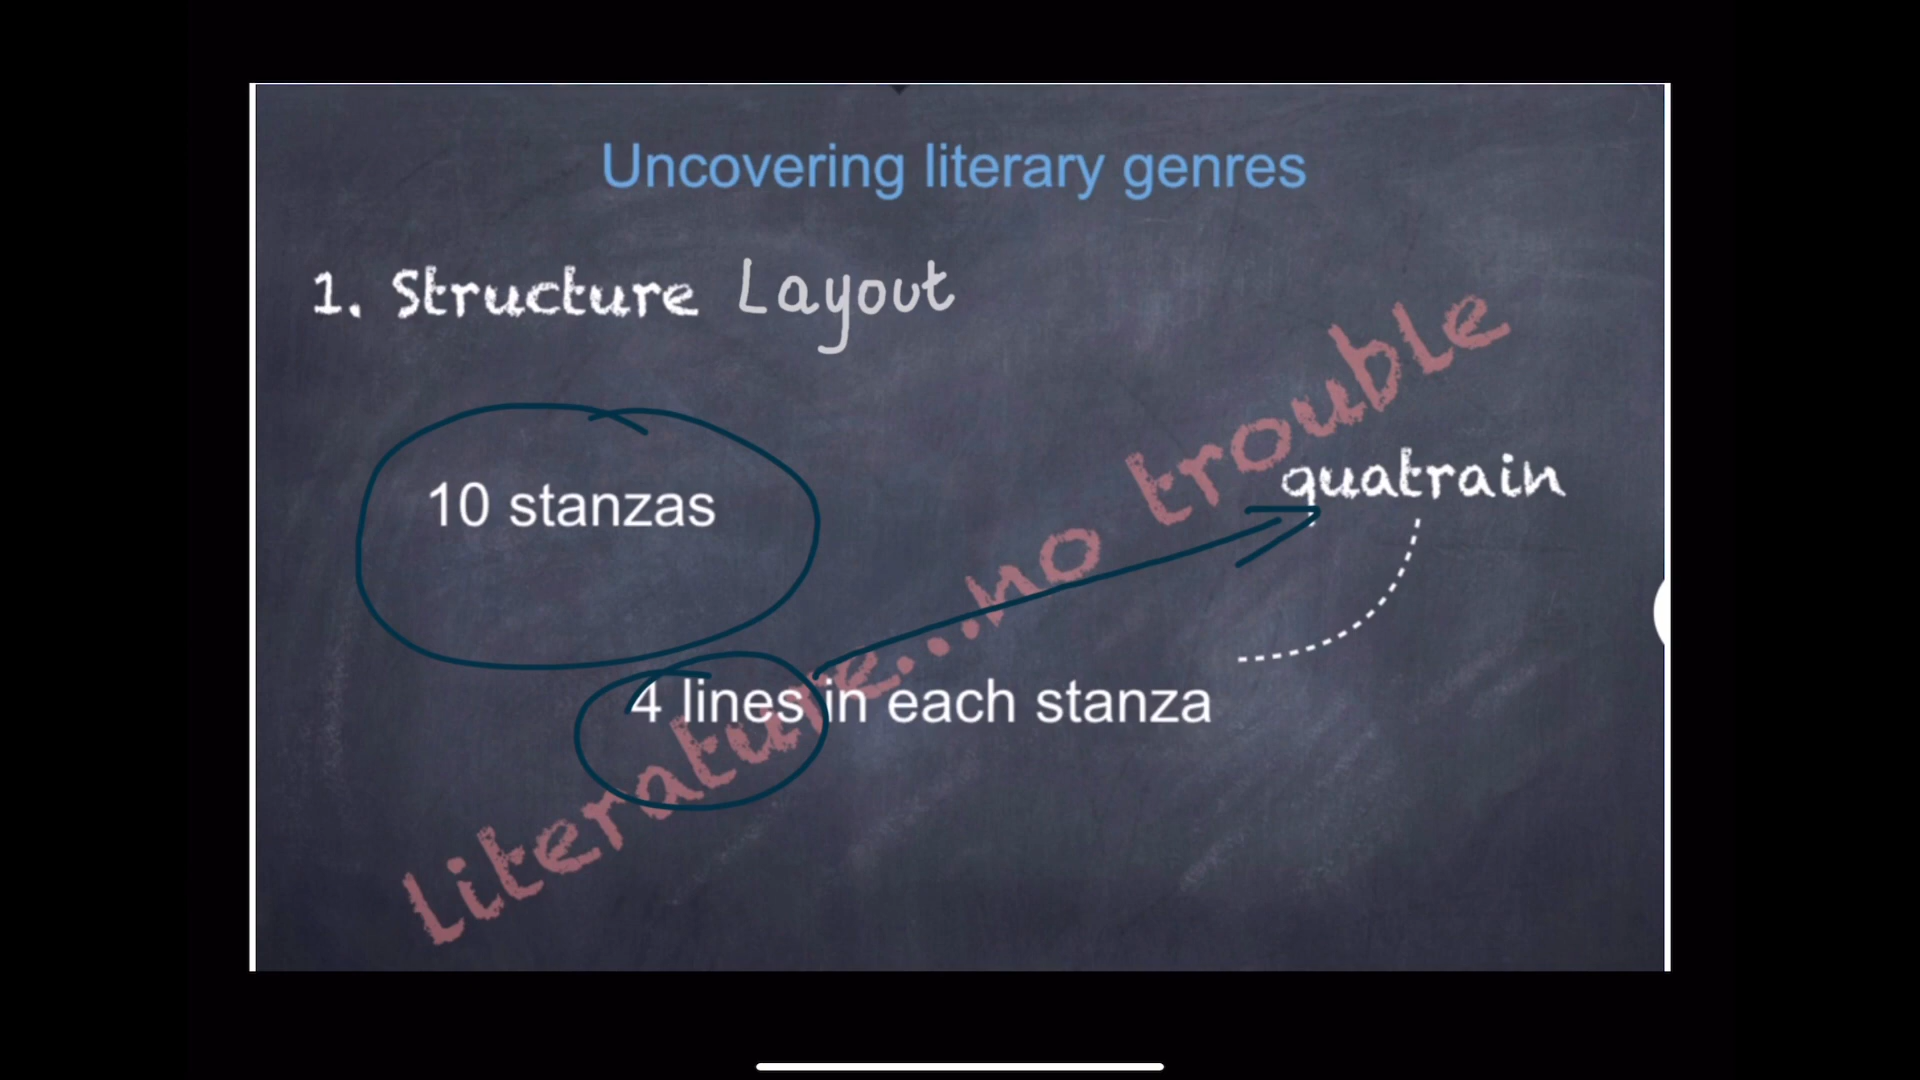 Uncovering literary genres
1. Structure Layout
10 stanzas
quatrain
4 lines in each stanza
Literature...no trouble